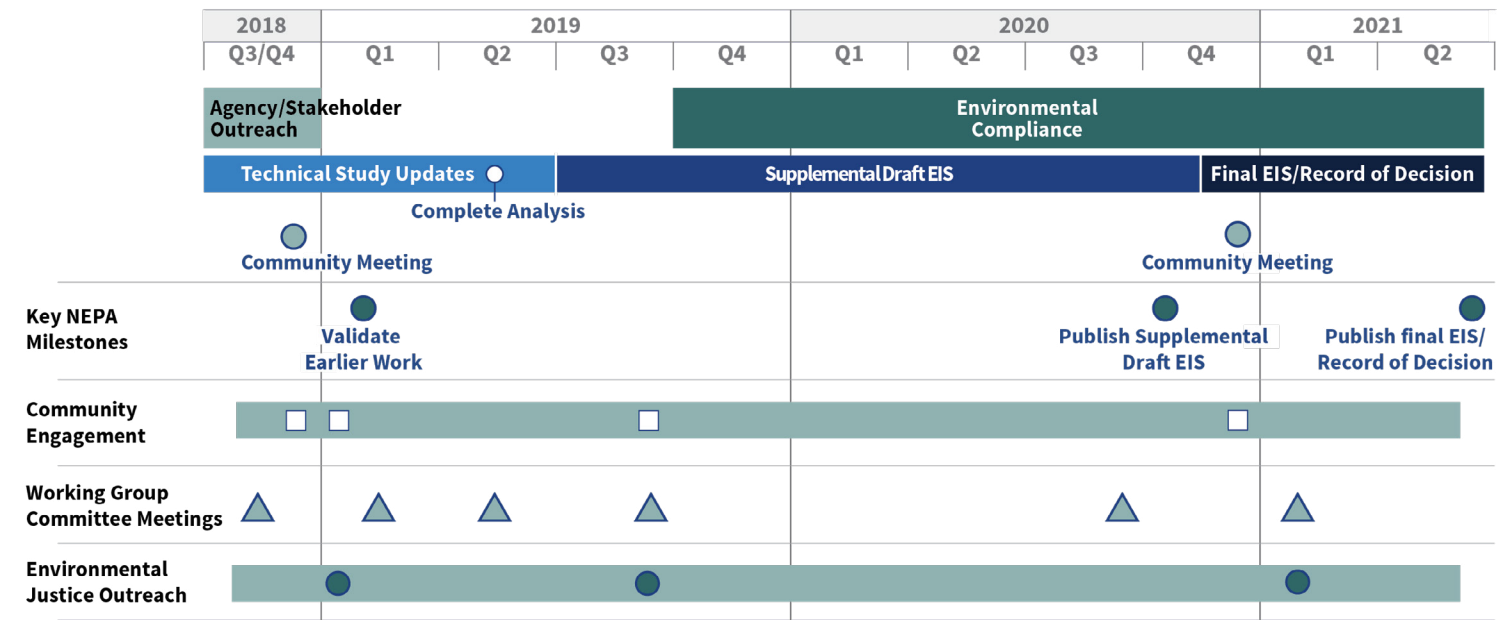 2018 2019 2020 2021
Q3/Q4 Q1 Q2 Q3 Q4 Q1 Q2 Q3 Q4 Q1 Q2
Agency/Stakeholder
Outreach
Environmental
Compliance
Technical Study Updates Supplemental Draft EIS Final EIS/Record of Decision
Complete Analysis
Community Meeting Community Meeting
Key NEPA
Milestones
Validate
Earlier Work
Publish Supplemental
Draft EIS
Publish final EIS/
Record of Decision
Community
Engagement
Working Group
Committee Meetings
Environmental
Justice Outreach